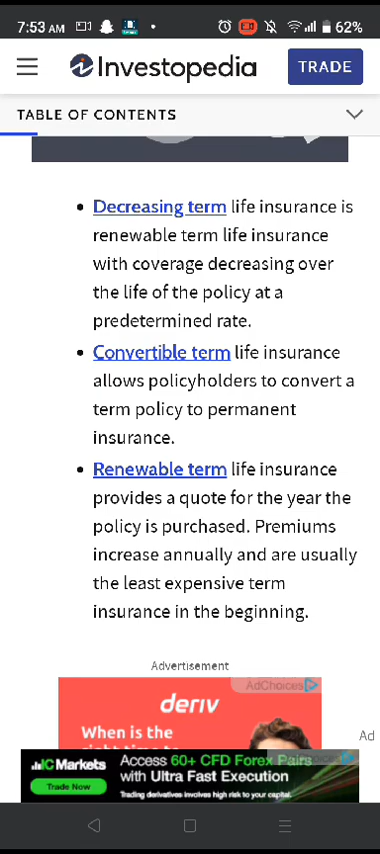 7:53 AM
62%
Investopedia
TRADE
TABLE OF CONTENTS
Decreasing term life insurance is
renewable term life insurance
with coverage decreasing over
the life of the policy at a
predetermined rate.
Convertible term life insurance
allows policyholders to convert a
term policy to permanent
insurance.
Renewable term life insurance
provides a quote for the year the
policy is purchased. Premiums
increase annually and are usually
the least expensive term
insurance in the beginning.
Advertisement
AdChoices
deriv
When is the
Ad
IC Markets
Trade Now
Access 60+ CFD Forex Pairs
with Ultra Fast Execution
Trading derivatives involves high risk to your capital.